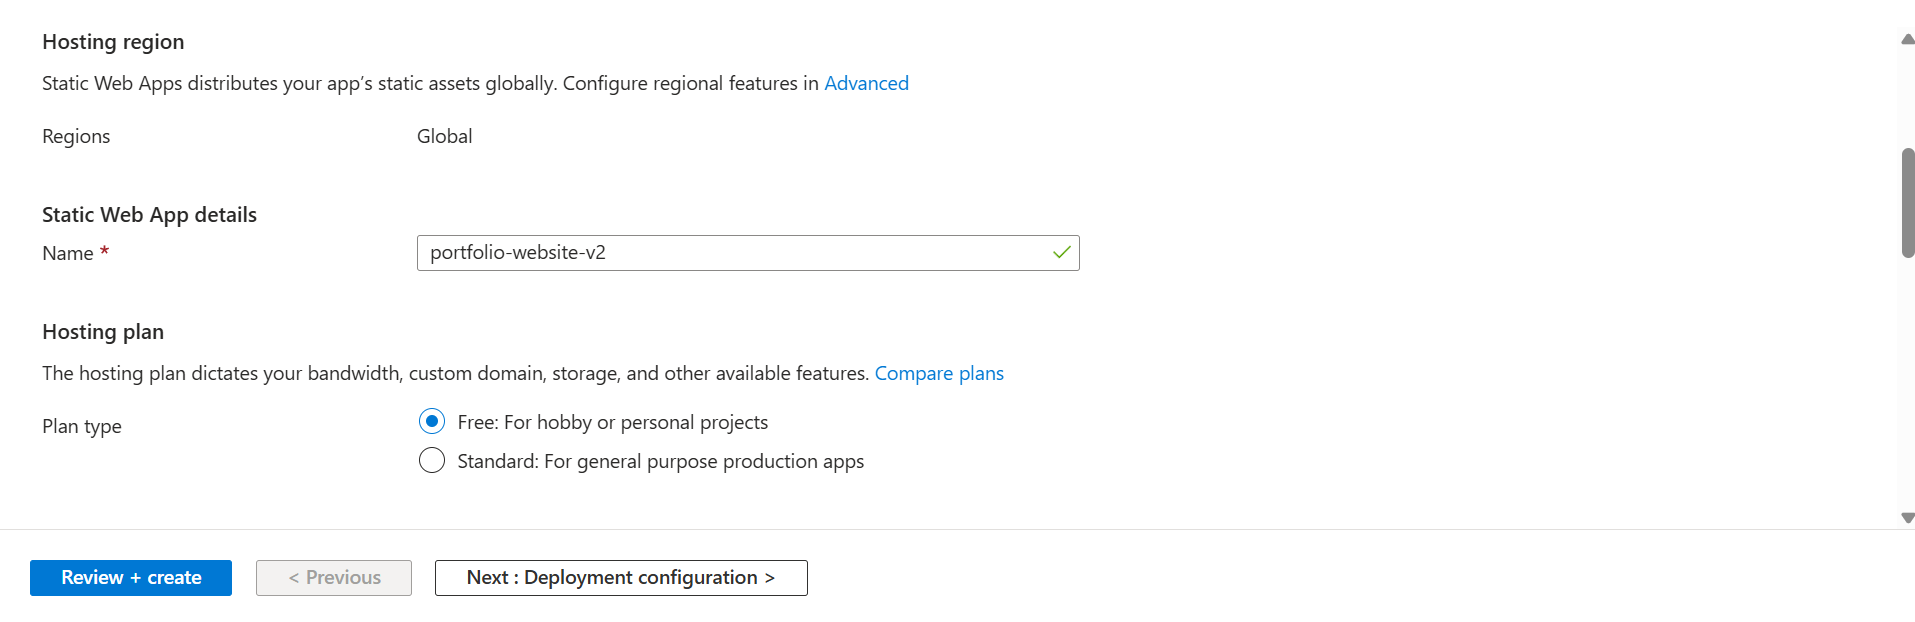 Hosting region
Static Web Apps distributes your app’s static assets globally. Configure regional features in Advanced
Regions Global
Static Web App details
Name * portfolio-website-v2
Hosting plan
The hosting plan dictates your bandwidth, custom domain, storage, and other available features. Compare plans
Plan type
Free: For hobby or personal projects
Standard: For general purpose production apps
Review + create < Previous Next : Deployment configuration >